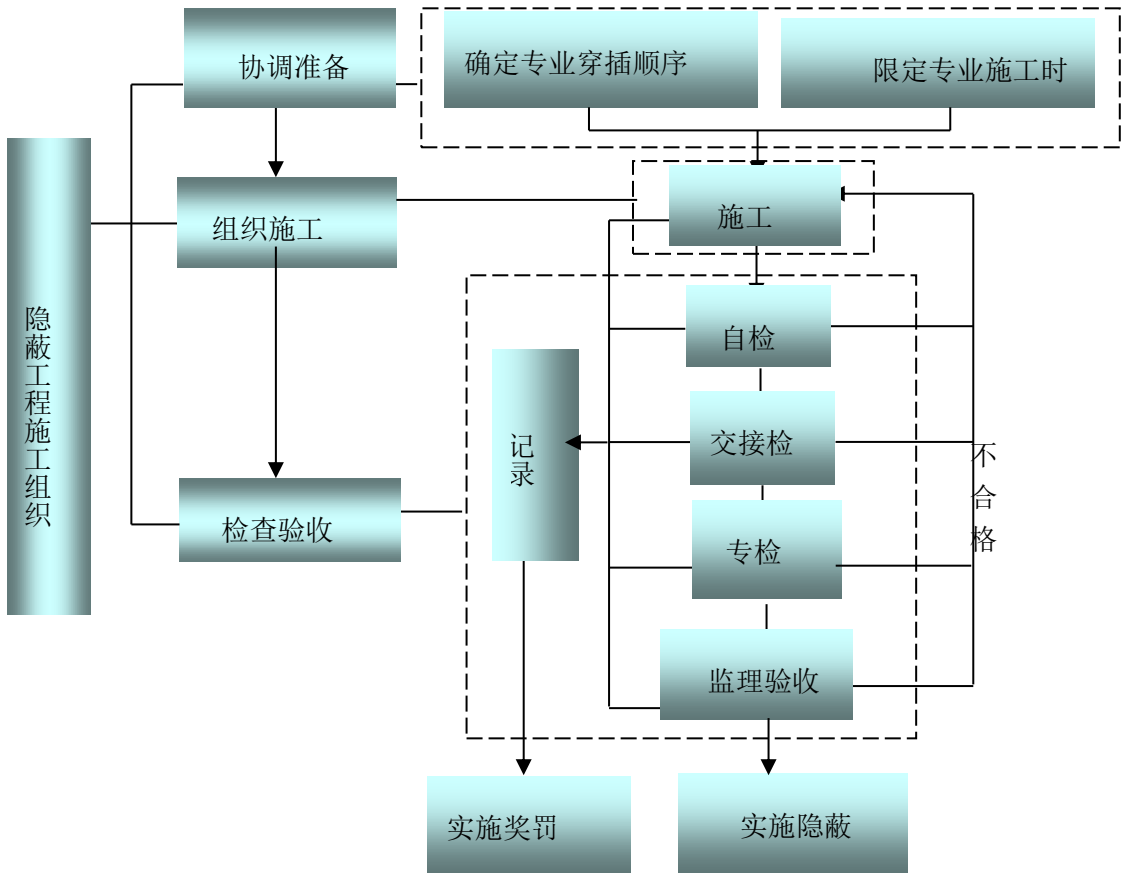 协调准备
确定专业穿插顺序
限定专业施工时
组织施工
施工
隐蔽工程施工组织
自检
记录
交接检
不合格
检查验收
专检
监理验收
实施奖罚
实施隐蔽